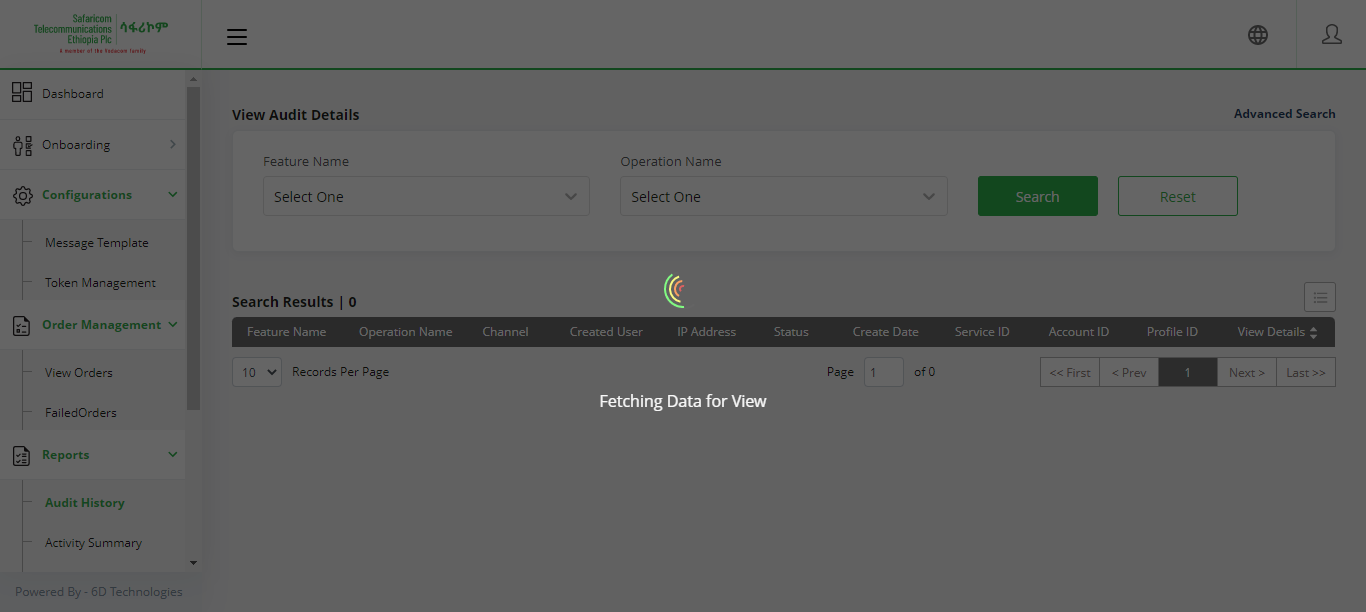 Safaricom
Telecommunications
Ethiopia Plc
ሳፋሪኮም
A member of the Vodacom family
Dashboard
Onboarding
Configurations
Message Template
Token Management
Order Management
View Orders
FailedOrders
Reports
Audit History
Activity Summary
Powered By - 6D Technologies
View Audit Details
Advanced Search
Feature Name
Operation Name
Select One
Select One
Search
Reset
Search Results | 0
Feature Name Operation Name Channel Created User IP Address Status Create Date Service ID Account ID Profile ID View Details
10 Records Per Page
Page 1 of 0
<< First < Prev 1 Next > Last >>
Fetching Data for View